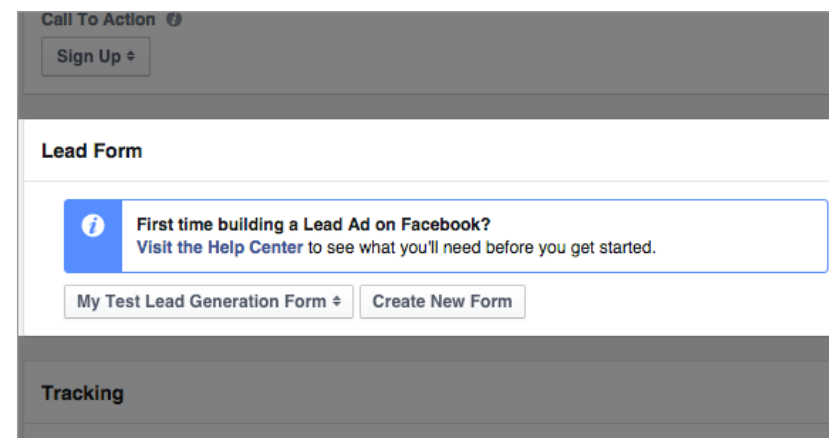 Call To Action
Sign Up
Lead Form
First time building a Lead Ad on Facebook?
Visit the Help Center to see what you'll need before you get started.
My Test Lead Generation Form
Create New Form
Tracking